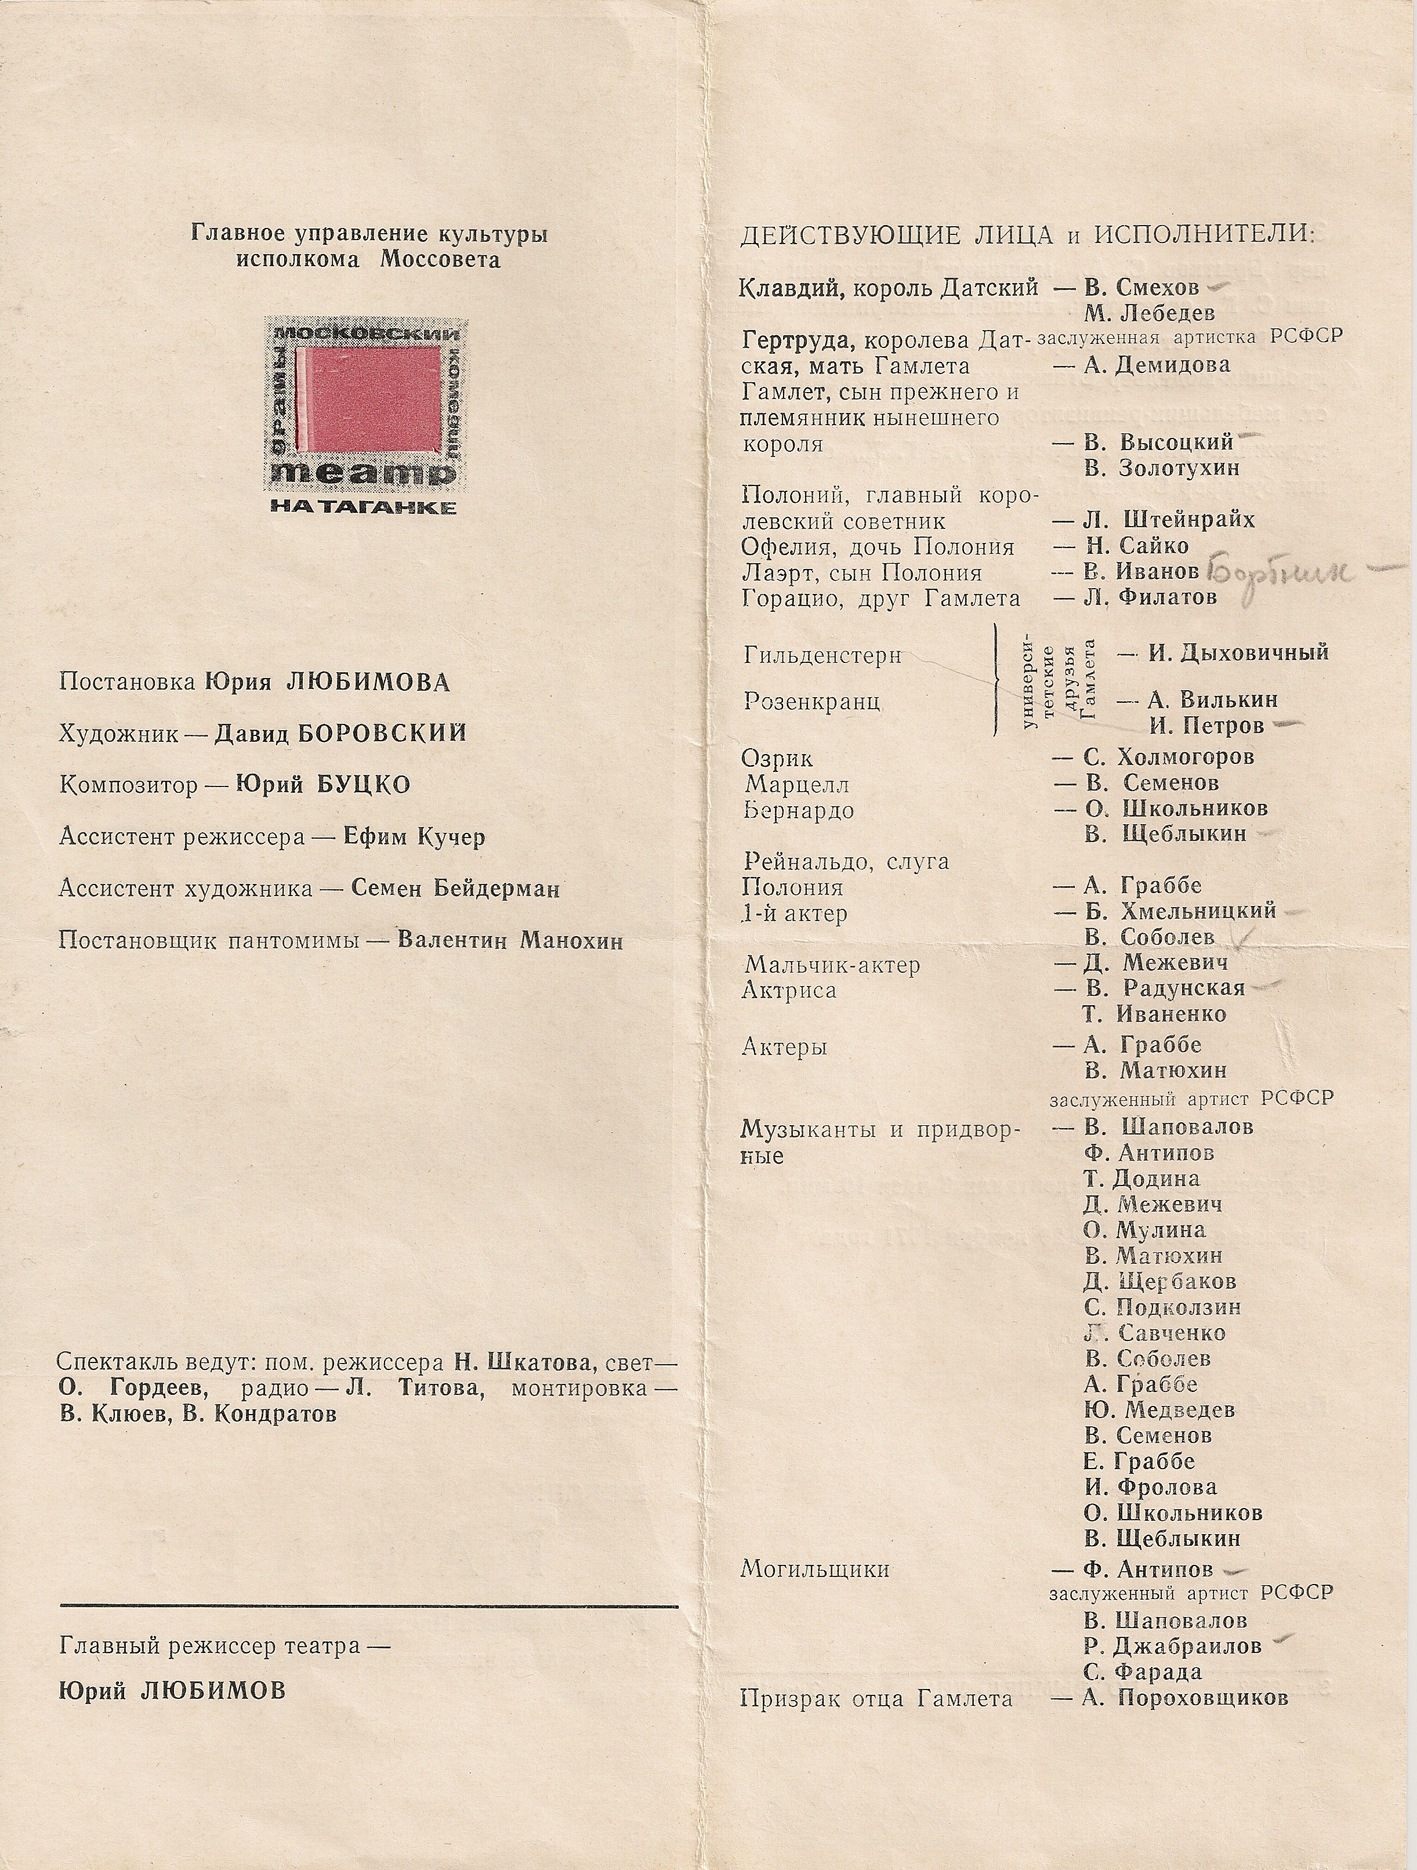 Главное управление культуры
исполкома Моссовета
МОСКОВСКИЙ
драмы
комедии
театр
НА ТАГАНКЕ
Постановка Юрия ЛЮБИМОВА
Художник — Давид БОРОВСКИЙ
Композитор — Юрий БУЦКО
Ассистент режиссера — Ефим Кучер
Ассистент художника — Семен Бейдерман
Постановщик пантомимы — Валентин Манохин
Спектакль ведут: пом. режиссера Н. Шкатова, свет—
О. Гордеев, радио — Л. Титова, монтировка —
В. Клюев, В. Кондратов
Главный режиссер театра —
Юрий ЛЮБИМОВ
ДЕЙСТВУЮЩИЕ ЛИЦА и ИСПОЛНИТЕЛИ:
Клавдий, король Датский — В. Смехов
М. Лебедев
Гертруда, королева Дат- заслуженная артистка РСФСР
ская, мать Гамлета — А. Демидова
Гамлет, сын прежнего и
племянник нынешнего
короля — В. Высоцкий
В. Золотухин
Полоний, главный коро-
левский советник — Л. Штейнрайх
Офелия, дочь Полония — Н. Сайко
Лаэрт, сын Полония — В. Иванов Бортник —
Горацио, друг Гамлета — Л. Филатов
Гильденстерн — И. Дыховичный
универси-
тетские
друзья
Гамлета
Розенкранц — А. Вилькин
И. Петров
Озрик — С. Холмогоров
Марцелл — В. Семенов
Бернардо — О. Школьников
В. Щеблыкин
Рейнальдо, слуга
Полония — А. Граббе
1-й актер — Б. Хмельницкий
В. Соболев
Мальчик-актер — Д. Межевич
Актриса — В. Радунская
Т. Иваненко
Актеры — А. Граббе
В. Матюхин
заслуженный артист РСФСР
Музыканты и придвор- — В. Шаповалов
ные Ф. Антипов
Т. Додина
Д. Межевич
О. Мулина
В. Матюхин
Д. Щербаков
С. Подколзин
Л. Савченко
В. Соболев
А. Граббе
Ю. Медведев
В. Семенов
Е. Граббе
И. Фролова
О. Школьников
В. Щеблыкин
Могильщики — Ф. Антипов
заслуженный артист РСФСР
В. Шаповалов
Р. Джабраилов
С. Фарада
Призрак отца Гамлета — А. Пороховщиков